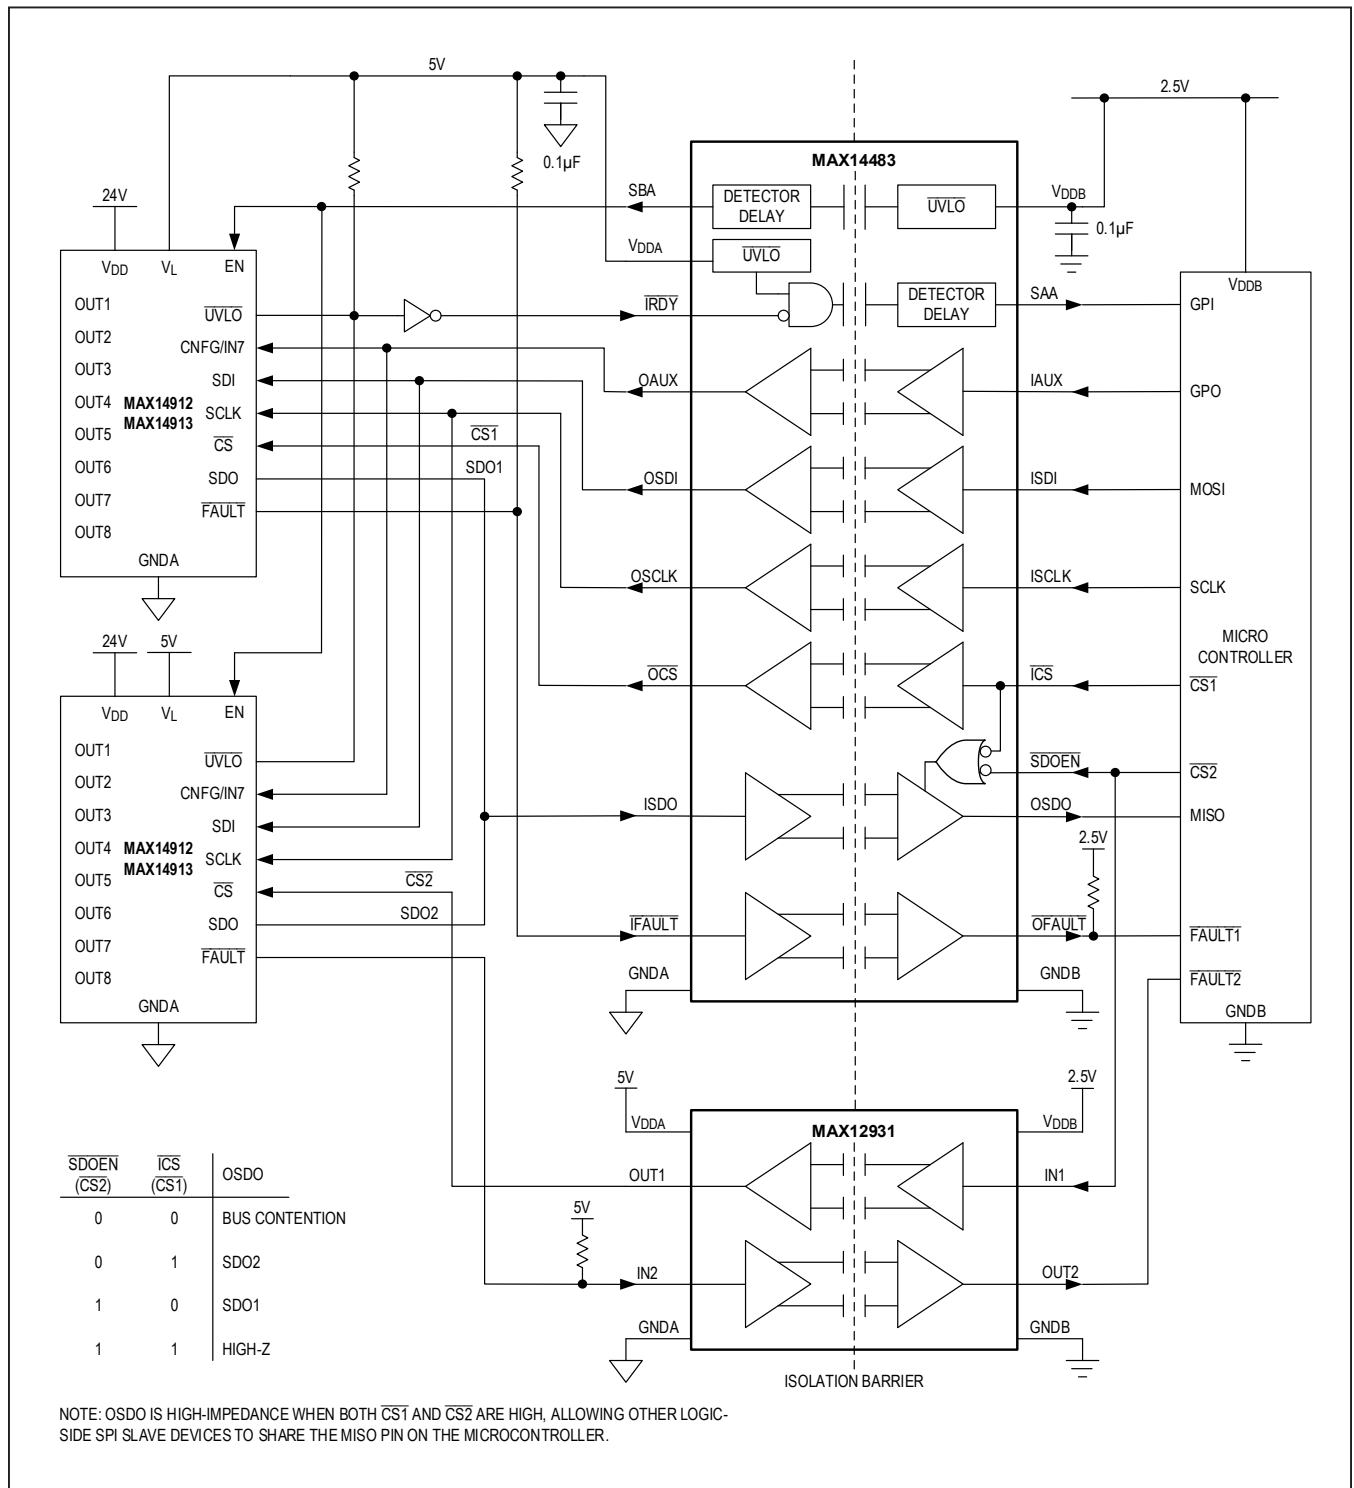 5V
2.5V
0.1µF
MAX14483
24V
SBA
DETECTOR DELAY
UVLO
VDDB
0.1µF
VDDA
UVLO
VDD
VL
EN
OUT1
OUT2
OUT3
OUT4
OUT5
OUT6
OUT7
OUT8
MAX14912
MAX14913
UVLO
CNFG/IN7
SDI
SCLK
CS
SDO
FAULT
GNDA
CS1
SDO1
IRDY
DETECTOR DELAY
SAA
OAUX
IAUX
OSDI
ISDI
OSCLK
ISCLK
OCS
ICS
SDOEN
ISDO
OSDO
2.5V
IFAULT
OFAULT
GNDA
GNDB
VDDB
GPI
GPO
MOSI
SCLK
MICRO
CONTROLLER
CS1
CS2
MISO
FAULT1
FAULT2
GNDB
24V
5V
VDD
VL
EN
OUT1
OUT2
OUT3
OUT4
OUT5
OUT6
OUT7
OUT8
MAX14912
MAX14913
UVLO
CNFG/IN7
SDI
SCLK
CS
SDO
FAULT
GNDA
CS2
SDO2
5V
2.5V
VDDA
MAX12931
VDDB
OUT1
IN1
5V
IN2
OUT2
GNDA
GNDB
ISOLATION BARRIER
SDOEN (CS2) ICS (CS1) OSDO
0 0 BUS CONTENTION
0 1 SDO2
1 0 SDO1
1 1 HIGH-Z
NOTE: OSDO IS HIGH-IMPEDANCE WHEN BOTH CS1 AND CS2 ARE HIGH, ALLOWING OTHER LOGIC-
SIDE SPI SLAVE DEVICES TO SHARE THE MISO PIN ON THE MICROCONTROLLER.